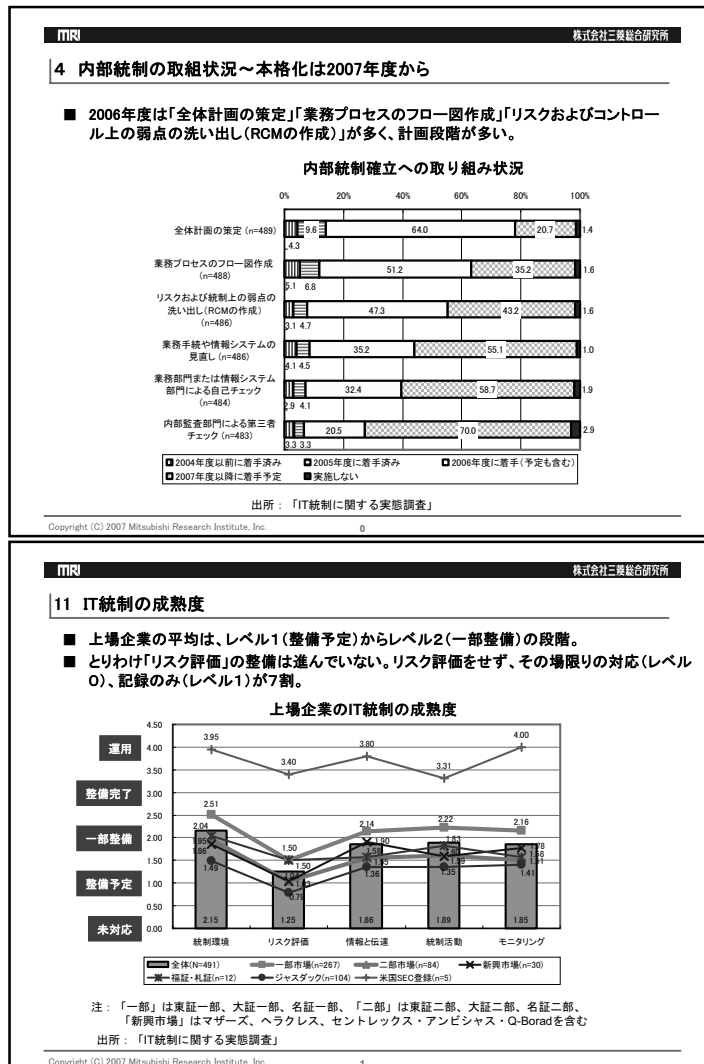 MRI 株式会社三菱総合研究所
4 内部統制の取組状況～本格化は2007年度から
■ 2006年度は「全体計画の策定」「業務プロセスのフロー図作成」「リスクおよびコントロー
ル上の弱点の洗い出し(RCMの作成)」が多く、計画段階が多い。
内部統制確立への取り組み状況
0% 20% 40% 60% 80% 100%
全体計画の策定 (n=489) 9.6 64.0 20.7 1.4
4.3
業務プロセスのフロー図作成
(n=488)
51.2 35.2 1.6
5.1 6.8
リスクおよび統制上の弱点の
洗い出し(RCMの作成)
(n=486)
47.3 43.2 1.6
3.1 4.7
業務手続や情報システムの
見直し (n=486)
35.2 55.1 1.0
4.1 4.5
業務部門または情報システム
部門による自己チェック
(n=484)
32.4 58.7 1.9
2.9 4.1
内部監査部門による第三者
チェック (n=483)
20.5 70.0 2.9
3.3 3.3
2004年度以前に着手済み 2005年度に着手済み 2006年度に着手(予定も含む)
2007年度以降に着手予定 実施しない
出所：「IT統制に関する実態調査」
Copyright (C) 2007 Mitsubishi Research Institute, Inc. 0
MRI 株式会社三菱総合研究所
11 IT統制の成熟度
■ 上場企業の平均は、レベル1(整備予定)からレベル2(一部整備)の段階。
■ とりわけ「リスク評価」の整備は進んでいない。リスク評価をせず、その場限りの対応(レベル
0)、記録のみ(レベル1)が7割。
上場企業のIT統制の成熟度
4.50
運用 4.00 3.95 3.40 3.80 3.31 4.00
3.50
整備完了 3.00
2.50 2.51 2.14 2.22 2.16
一部整備 2.00 2.04 1.95 1.86 1.90 1.83 1.78
1.50 1.49 1.50 1.50 1.58 1.55 1.36 1.60 1.59 1.35 1.68 1.51 1.41
整備予定 1.00 1.04 1.03 0.79
0.50
未対応 0.00 2.15 1.25 1.86 1.89 1.85
統制環境 リスク評価 情報と伝達 統制活動 モニタリング
全体(N=491) 一部市場(n=267) 二部市場(n=84) 新興市場(n=30)
福証・札証(n=12) ジャスダック(n=104) 米国SEC登録(n=5)
注：「一部」は東証一部、大証一部、名証一部、「二部」は東証二部、大証二部、名証二部、
「新興市場」はマザーズ、ヘラクレス、セントレックス・アンビシャス・Q-Boradを含む
出所：「IT統制に関する実態調査」
Copyright (C) 2007 Mitsubishi Research Institute, Inc. 1